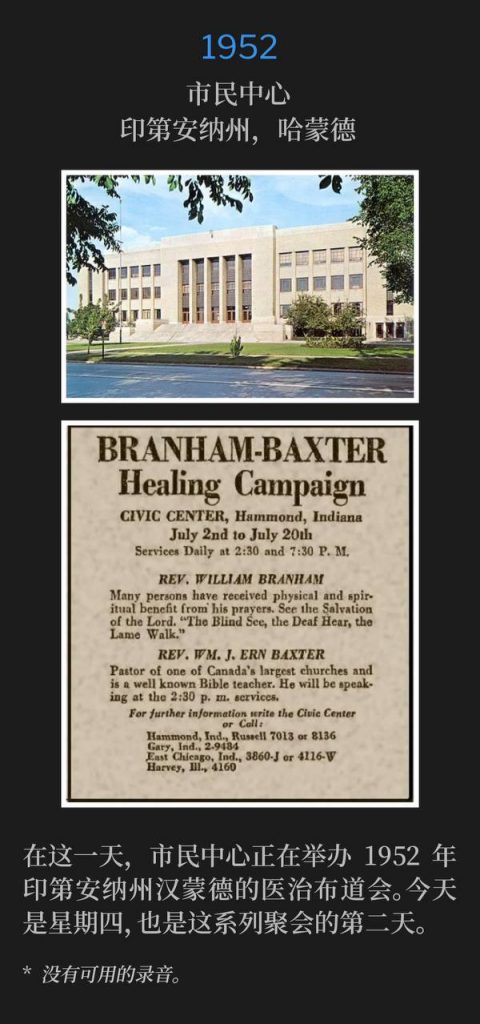 1952
市民中心
印第安纳州，哈蒙德
BRANHAM-BAXTER
Healing Campaign
CIVIC CENTER, Hammond, Indiana
July 2nd to July 20th
Services Daily at 2:30 and 7:30 P. M.
REV. WILLIAM BRANHAM
Many persons have received physical and spir-
itual benefit from his prayers. See the Salvation
of the Lord. "The Blind See, the Deaf Hear, the
Lame Walk."
REV. WM. J. ERN BAXTER
Pastor of one of Canada's largest churches and
is a well known Bible teacher. He will be speak-
ing at the 2:30 p. m. services.
For further information write the Civic Center
or Call:
Hammond, Ind., Russell 7013 or 8136
Gary, Ind., 2-9484
East Chicago, Ind., 3860-J or 4116-W
Harvey, Ill., 4160
在这一天，市民中心正在举办 1952 年
印第安纳州汉蒙德的医治布道会。今天
是星期四，也是这系列聚会的第二天。
* 没有可用的录音。